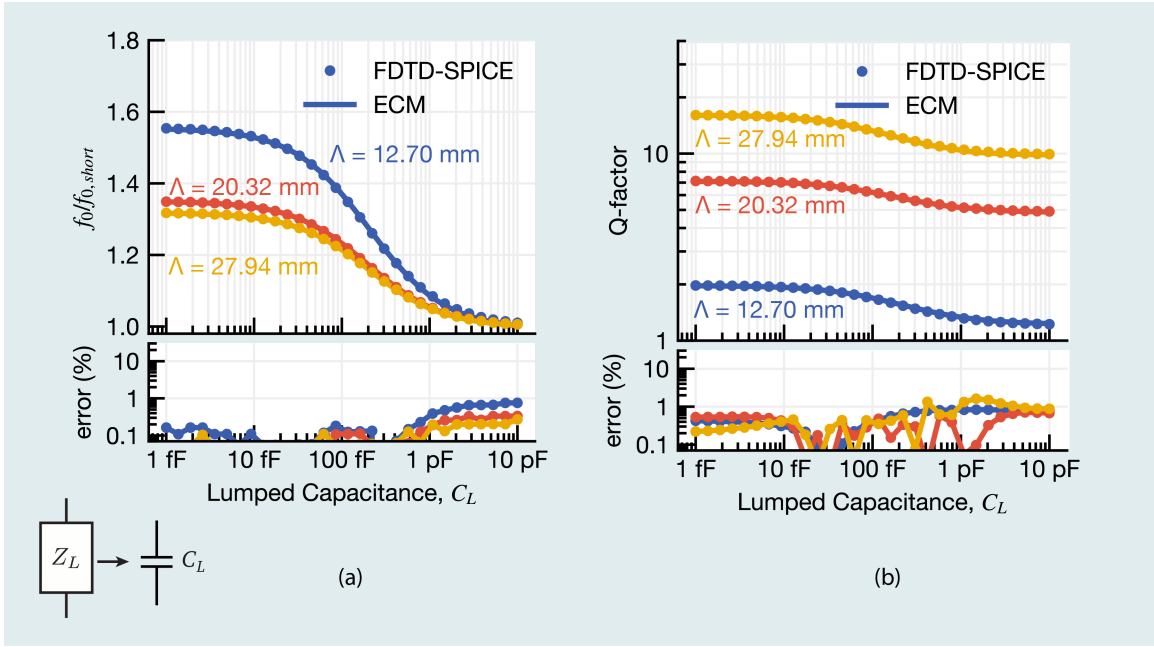 1.8
1.6
1.4
1.2
1.0
f0/f0,short
FDTD-SPICE
ECM
Λ = 12.70 mm
Λ = 20.32 mm
Λ = 27.94 mm
10
1
0.1
error (%)
1 fF
10 fF
100 fF
1 pF
10 pF
Lumped Capacitance, CL
ZL
CL
(a)
10
1
Q-factor
FDTD-SPICE
ECM
Λ = 27.94 mm
Λ = 20.32 mm
Λ = 12.70 mm
10
1
0.1
error (%)
1 fF
10 fF
100 fF
1 pF
10 pF
Lumped Capacitance, CL
(b)